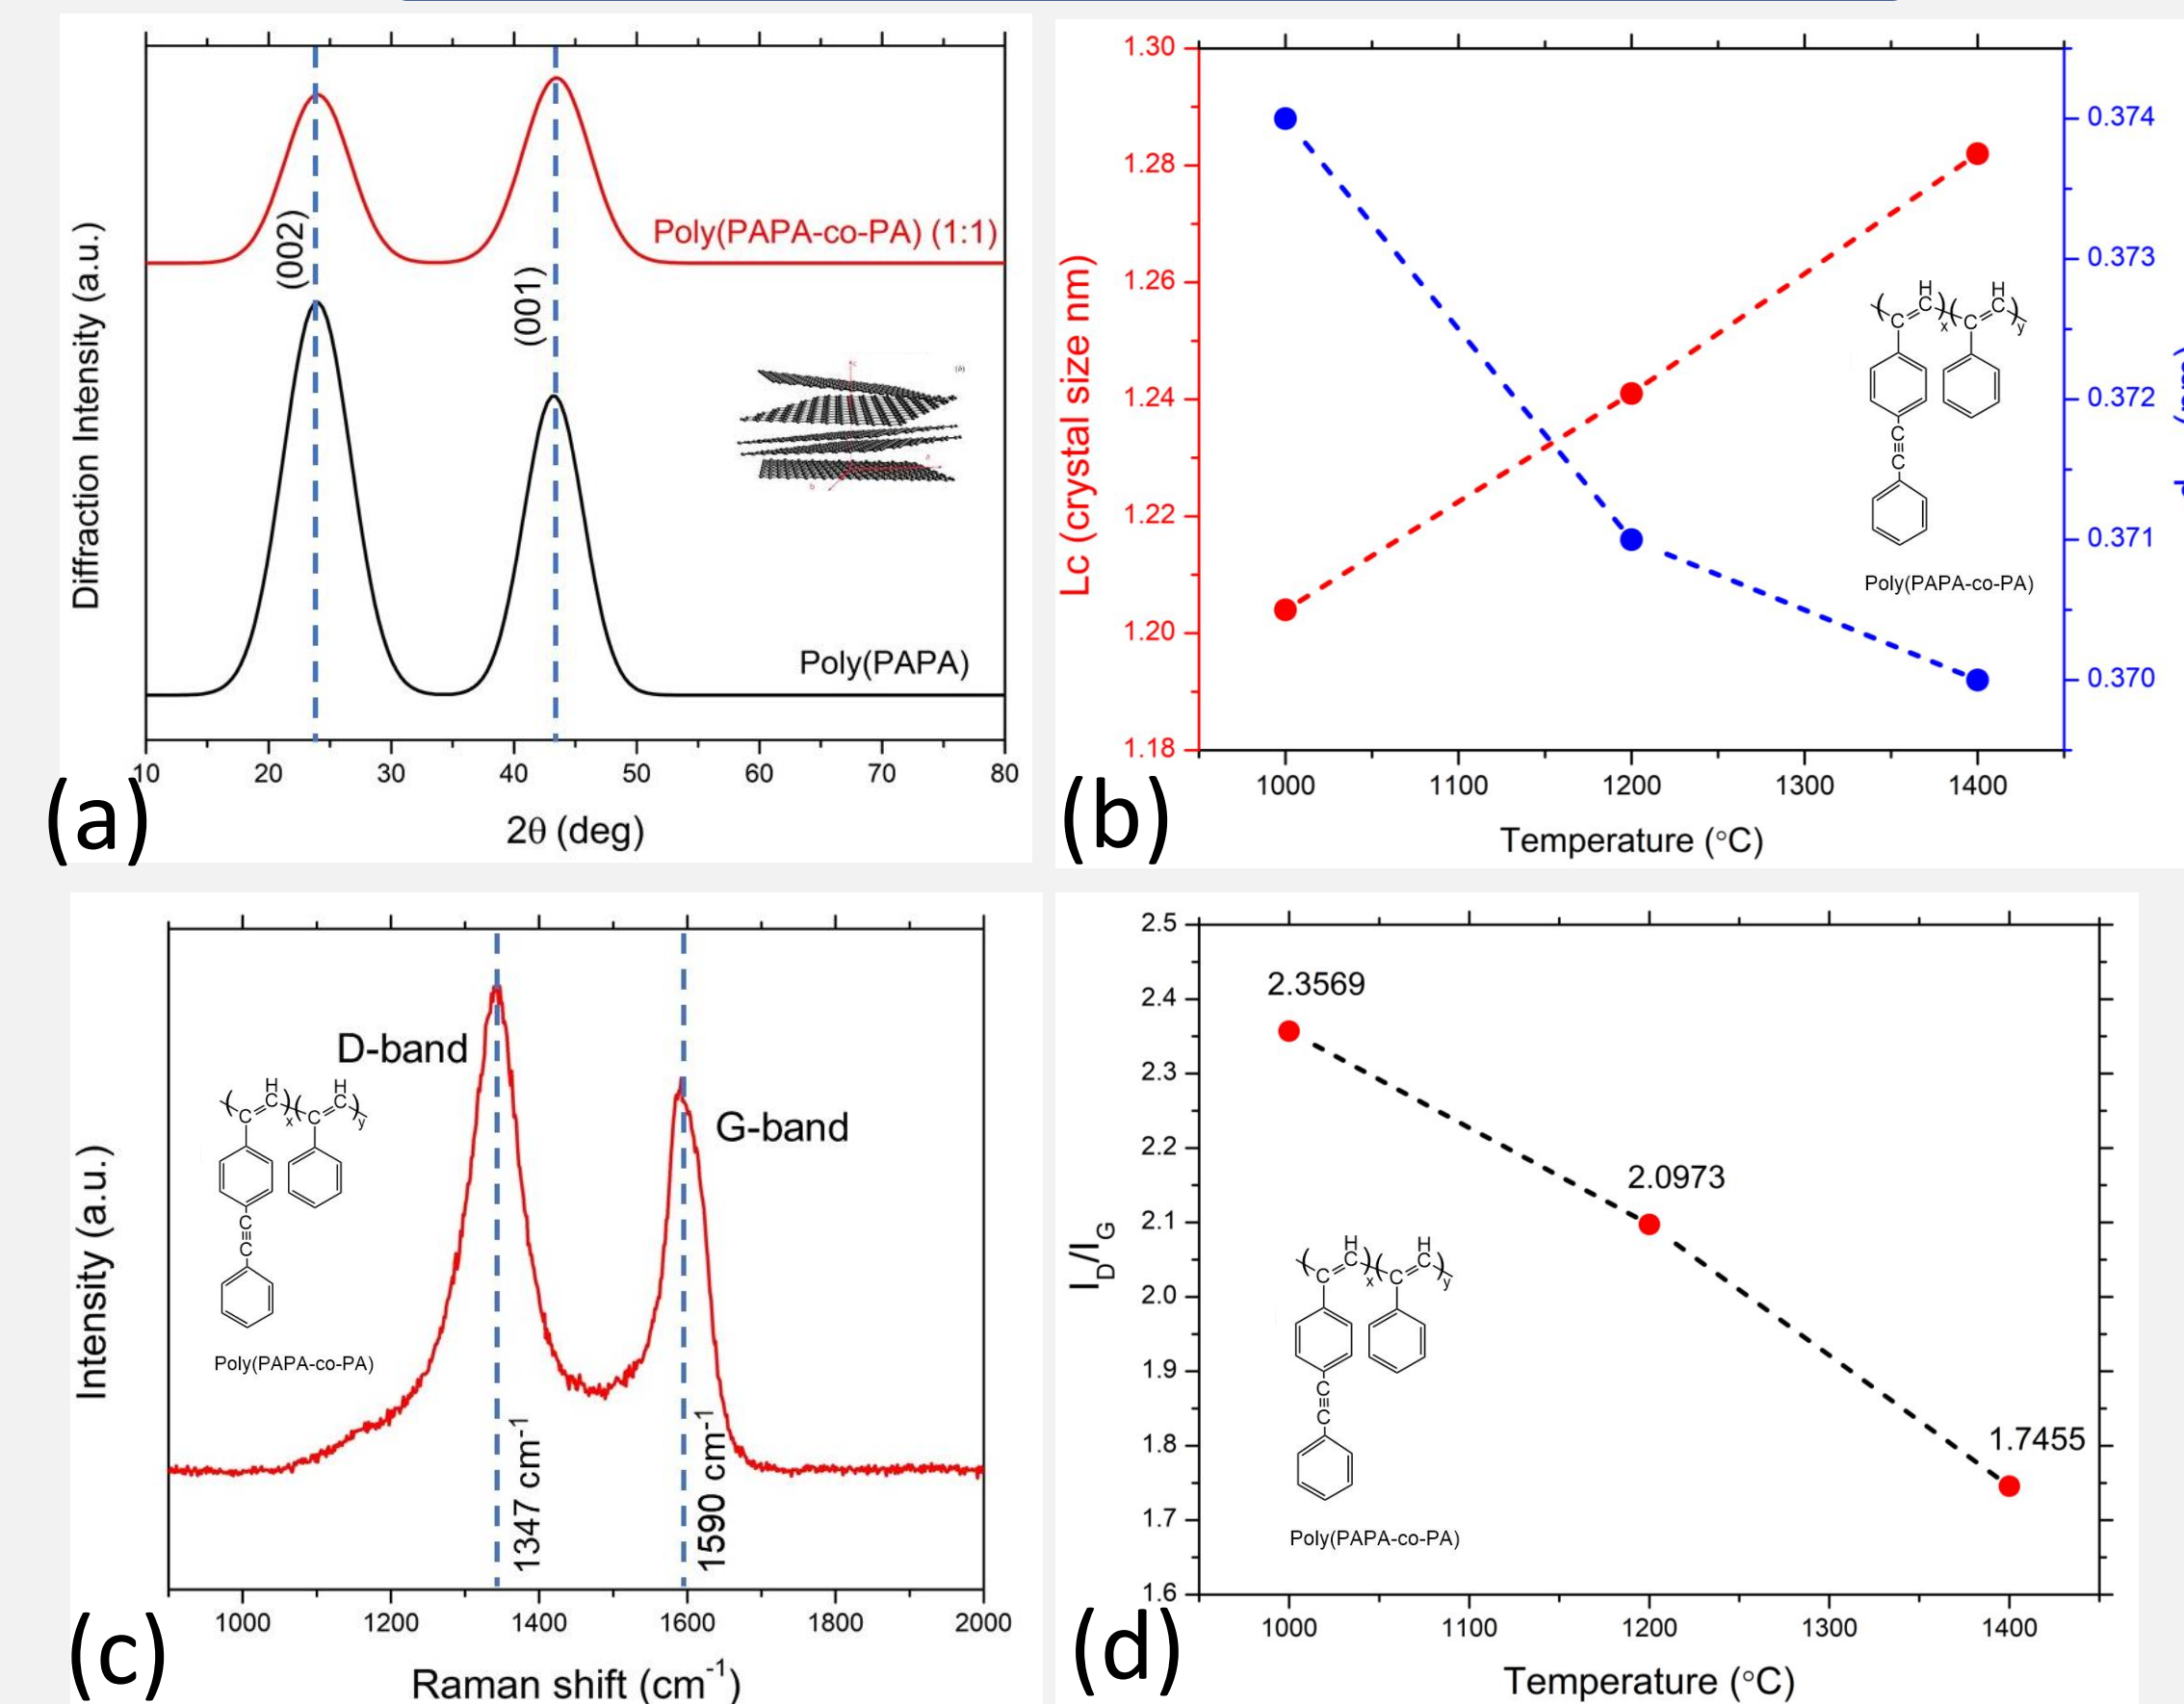 Diffraction Intensity (a.u.)
(002)
(001)
Poly(PAPA-co-PA) (1:1)
Poly(PAPA)
10 20 30 40 50 60 70 80
2θ (deg)
(a)
Lc (crystal size nm)
1.30
1.28
1.26
1.24
1.22
1.20
1.18
0.374
0.373
0.372
0.371
0.370
H H
C C C C
x y
C
C
Poly(PAPA-co-PA)
1000 1100 1200 1300 1400
Temperature (°C)
(b)
Intensity (a.u.)
D-band
G-band
H H
C C C C
x y
C
C
Poly(PAPA-co-PA)
1347 cm⁻¹
1590 cm⁻¹
1000 1200 1400 1600 1800 2000
Raman shift (cm⁻¹)
(c)
I_D/I_G
2.5
2.4
2.3
2.2
2.1
2.0
1.9
1.8
1.7
1.6
2.3569
2.0973
1.7455
H H
C C C C
x y
C
C
Poly(PAPA-co-PA)
1000 1100 1200 1300 1400
Temperature (°C)
(d)